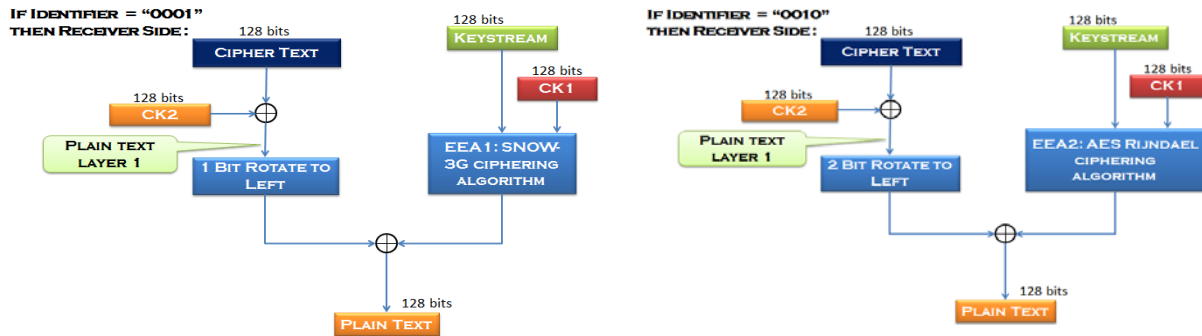 IF IDENTIFIER = “0001”
THEN RECEIVER SIDE:
128 bits
CIPHER TEXT
128 bits
KEYSTREAM
128 bits
CK1
128 bits
CK2
PLAIN TEXT
LAYER 1
1 BIT ROTATE TO
LEFT
EEA1: SNOW-
3G CIPHERING
ALGORITHM
128 bits
PLAIN TEXT
IF IDENTIFIER = “0010”
THEN RECEIVER SIDE:
128 bits
CIPHER TEXT
128 bits
KEYSTREAM
128 bits
CK1
128 bits
CK2
PLAIN TEXT
LAYER 1
2 BIT ROTATE TO
LEFT
EEA2: AES RIJNDAEL
CIPHERING
ALGORITHM
128 bits
PLAIN TEXT